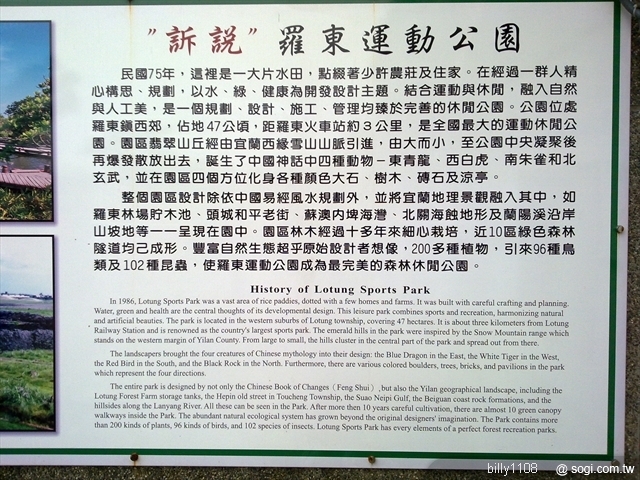 "訴說" 羅東運動公園
民國75年，這裡是一大片水田，點綴著少許農莊及住家。在經過一群人精
心構思、規劃，以水、綠、健康為開發設計主題。結合運動與休閒，融入自然
與人工美，是一個規劃、設計、施工、管理均臻於完善的休閒公園。公園位處
羅東鎮西郊，佔地47公頃，距羅東火車站約3公里，是全國最大的運動休閒公
園。園區翡翠山丘經由宜蘭西緣雪山山脈引進，由大而小，至公園中央凝聚後
再爆發散放出去，誕生了中國神話中四種動物－東青龍、西白虎、南朱雀和北
玄武，並在園區四個方位化身各種顏色大石、樹木、磚石及涼亭。
整個園區設計除依中國易經風水規劃外，並將宜蘭地理景觀融入其中，如
羅東林場貯木池、頭城和平老街、蘇澳內埤海灣、北關海蝕地形及蘭陽溪沿岸
山坡地等一一呈現在園中。園區林木經過十多年來細心栽培，近10區綠色森林
隧道均己成形。豐富自然生態超乎原始設計者想像，200多種植物，引來96種鳥
類及102種昆蟲，使羅東運動公園成為最完美的森林休閒公園。
History of Lotung Sports Park
In 1986, Lotung Sports Park was a vast area of rice paddies, dotted with a few homes and farms. It was built with careful crafting and planning.
Water, green and health are the central thoughts of its developmental design. This leisure park combines sports and recreation, harmonizing natural
and artificial beauties. The park is located in the western suburbs of Lotung township, covering 47 hectares. It is about three kilometers from Lotung
Railway Station and is renowned as the country's largest sports park. The emerald hills in the park were inspired by the Snow Mountain range which
stands on the western margin of Yilan County. From large to small, the hills cluster in the central part of the park and spread out from there.
The landscapers brought the four creatures of Chinese mythology into their design: the Blue Dragon in the East, the White Tiger in the West,
the Red Bird in the South, and the Black Rock in the North. Furthermore, there are various colored boulders, trees, bricks, and pavilions in the park
which represent the four directions.
The entire park is designed by not only the Chinese Book of Changes（Feng Shui）, but also the Yilan geographical landscape, including the
Lotung Forest Farm storage tanks, the Hepin old street in Toucheng Township, the Suao Neipi Gulf, the Beiguan coast rock formations, and the
hillsides along the Lanyang River. All these can be seen in the Park. After more then 10 years careful cultivation, there are almost 10 green canopy
walkways inside the Park. The abundant natural ecological system has grown beyond the original designers' imagination. The Park contains more
than 200 kinds of plants, 96 kinds of birds, and 102 species of insects. Lotung Sports Park has every elements of a perfect forest recreation parks.
billy1108 @ sogi.com.tw